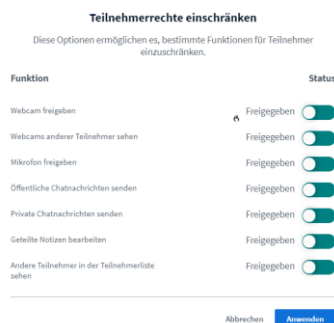 Teilnehmerrechte einschränken
Diese Optionen ermöglichen es, bestimmte Funktionen für Teilnehmer
einzuschränken.
Funktion Status
Webcam freigeben Freigegeben
Webcams anderer Teilnehmer sehen Freigegeben
Mikrofon freigeben Freigegeben
Öffentliche Chatnachrichten senden Freigegeben
Private Chatnachrichten senden Freigegeben
Geteilte Notizen bearbeiten Freigegeben
Andere Teilnehmer in der Teilnehmerliste Freigegeben
sehen
Abbrechen Anwenden